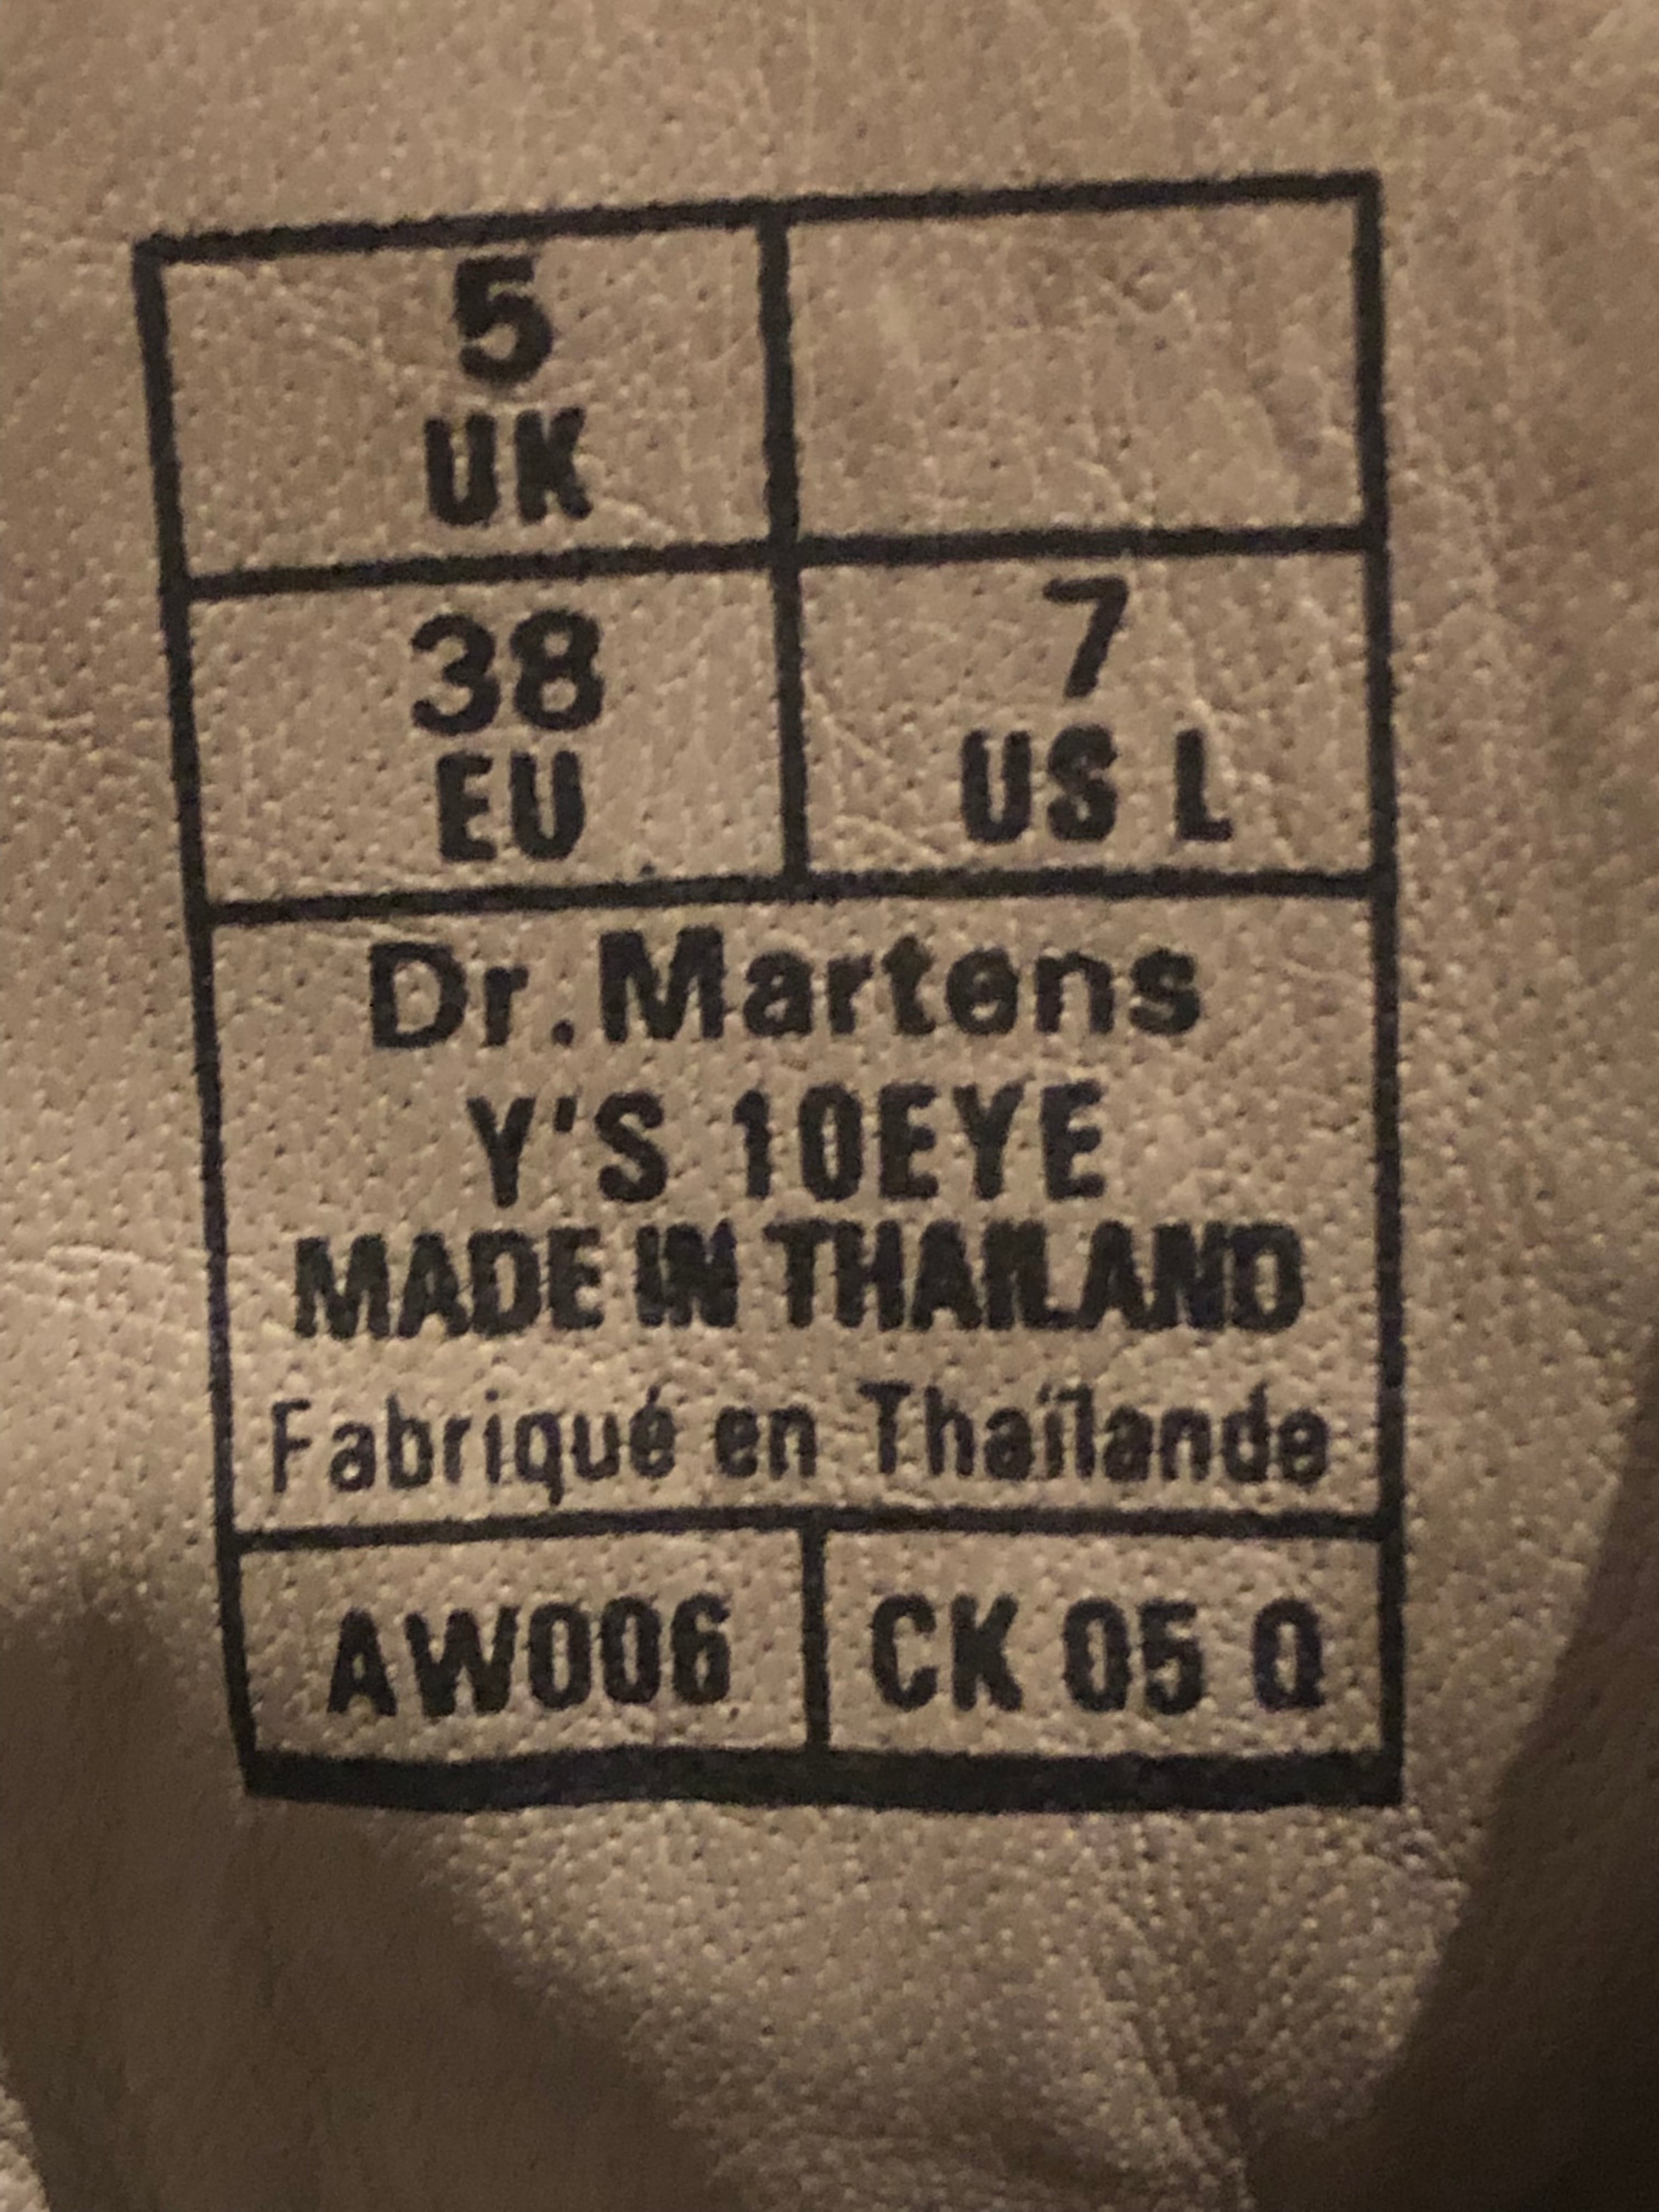 5
UK
38
EU
7
US L
Dr.Martens
Y'S 10EYE
MADE IN THAILAND
Fabriqué en Thaïlande
AW006
CK 05 Q